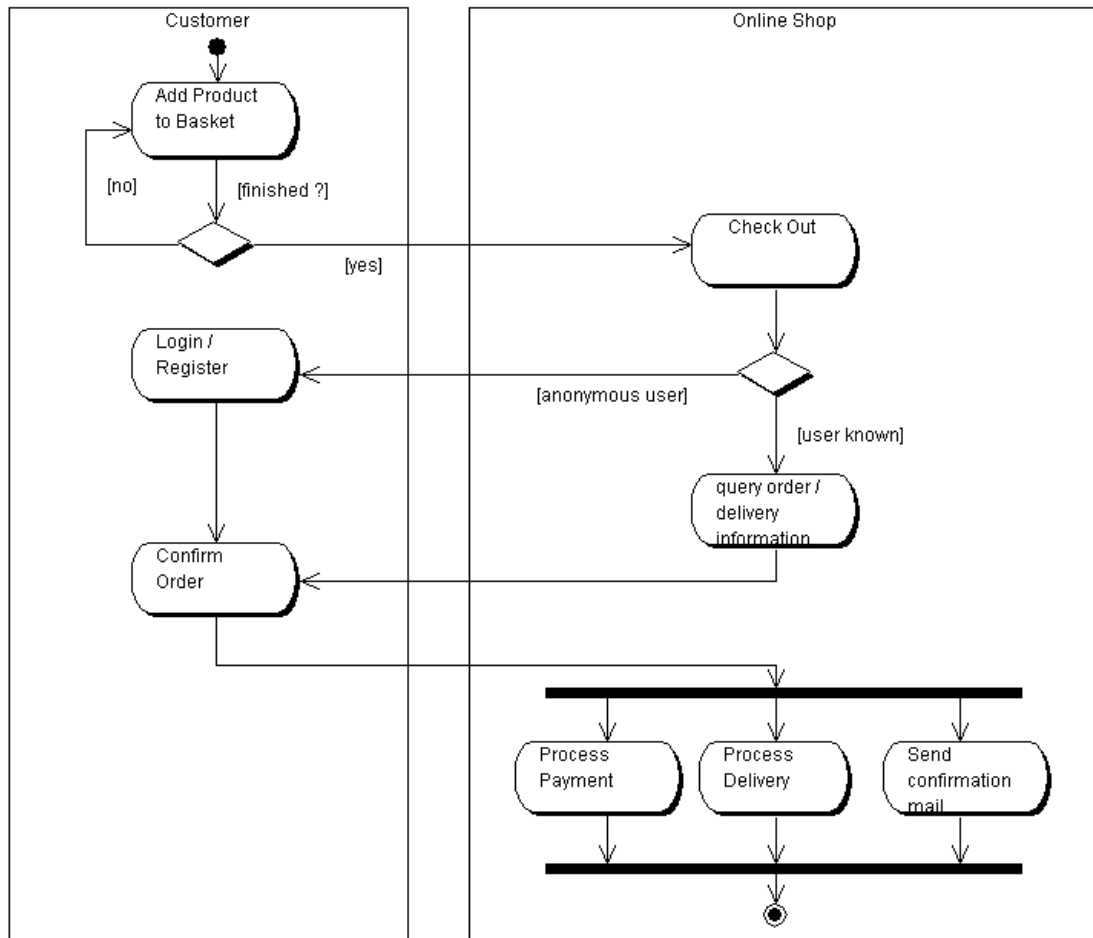 Customer
Online Shop
Add Product
to Basket
[no]
[finished ?]
[yes]
Check Out
Login /
Register
[anonymous user]
[user known]
query order /
delivery
information
Confirm
Order
Process
Payment
Process
Delivery
Send
confirmation
mail